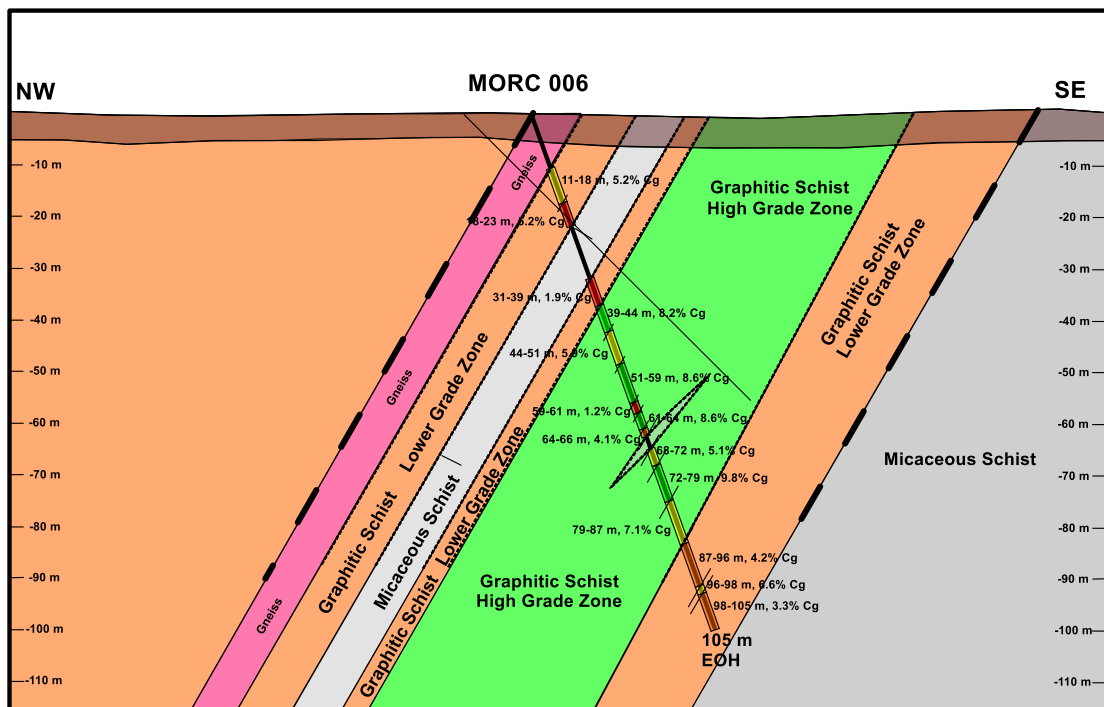 NW
MORC 006
SE
-10 m
-10 m
Gneiss
11-18 m, 5.2% Cg
Graphitic Schist
High Grade Zone
-20 m
-20 m
-23 m, 5.2% Cg
-30 m
-30 m
31-39 m, 1.9% Cg
39-44 m, 8.2% Cg
Graphitic Schist
Lower Grade Zone
-40 m
-40 m
44-51 m, 5.9% Cg
-50 m
-50 m
51-59 m, 8.6% Cg
Gneiss
59-61 m, 1.2% Cg
61-64 m, 8.6% Cg
-60 m
-60 m
64-66 m, 4.1% Cg
68-72 m, 5.1% Cg
Micaceous Schist
-70 m
-70 m
72-79 m, 9.8% Cg
Graphitic Schist Lower Grade Zone
Micaceous Schist
Graphitic Schist Lower Grade Zone
-80 m
-80 m
79-87 m, 7.1% Cg
87-96 m, 4.2% Cg
-90 m
-90 m
Graphitic Schist
High Grade Zone
96-98 m, 6.6% Cg
98-105 m, 3.3% Cg
Gneiss
-100 m
-100 m
105 m
EOH
-110 m
-110 m